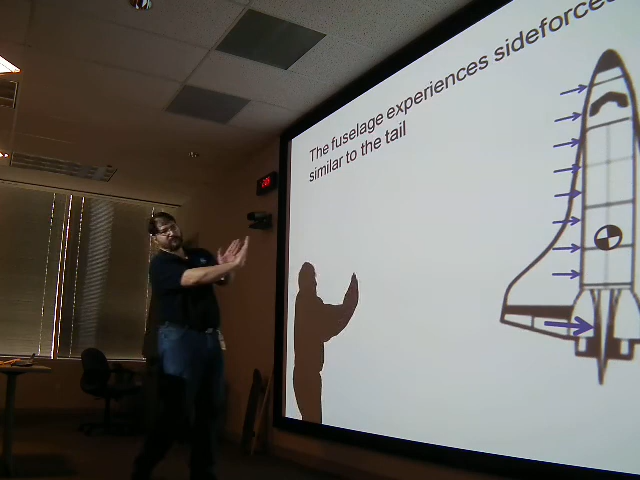 The fuselage experiences sideforces
similar to the tail